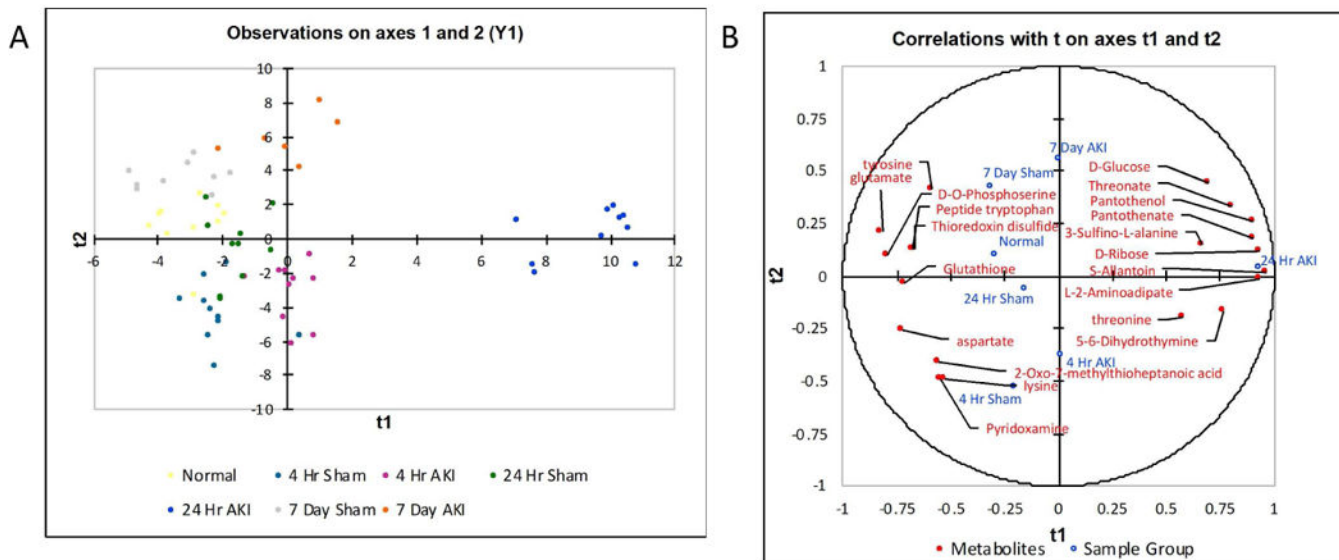 A
Observations on axes 1 and 2 (Y1)
10
8
6
4
2
0
-2
-4
-6
-8
-10
-6 -4 -2 0 2 4 6 8 10 12
t2
t1
Normal 4 Hr Sham 4 Hr AKI 24 Hr Sham
24 Hr AKI 7 Day Sham 7 Day AKI
B
Correlations with t on axes t1 and t2
1
0.75
0.5
0.25
0
-0.25
-0.5
-0.75
-1
t2
7 Day AKI
tyrosine
glutamate
7 Day Sham
D-Glucose
D-O-Phosphoserine
Threonate
Peptide tryptophan
Pantothenol
Thioredoxin disulfide
Pantothenate
Normal
3-Sulfino-L-alanine
D-Ribose
24 Hr AKI
Glutathione
S-Allantoin
24 Hr Sham
L-2-Aminoadipate
threonine
aspartate
5-6-Dihydrothymine
4 Hr AKI
2-Oxo-7-methylthioheptanoic acid
lysine
4 Hr Sham
Pyridoxamine
-1 -0.75 -0.5 -0.25 0 0.25 0.5 0.75 1
t1
Metabolites Sample Group